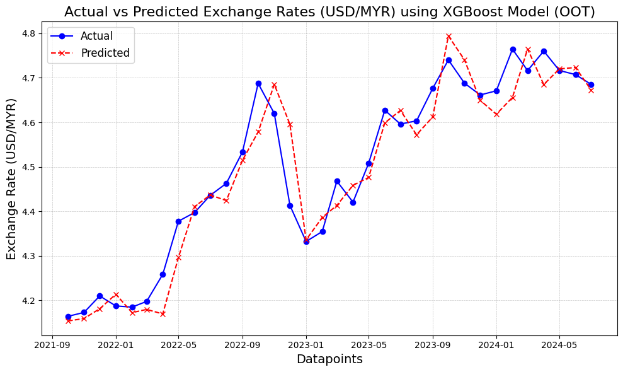 Actual vs Predicted Exchange Rates (USD/MYR) using XGBoost Model (OOT)
Actual
Predicted
Exchange Rate (USD/MYR)
4.8
4.7
4.6
4.5
4.4
4.3
4.2
2021-09 2022-01 2022-05 2022-09 2023-01 2023-05 2023-09 2024-01 2024-05
Datapoints